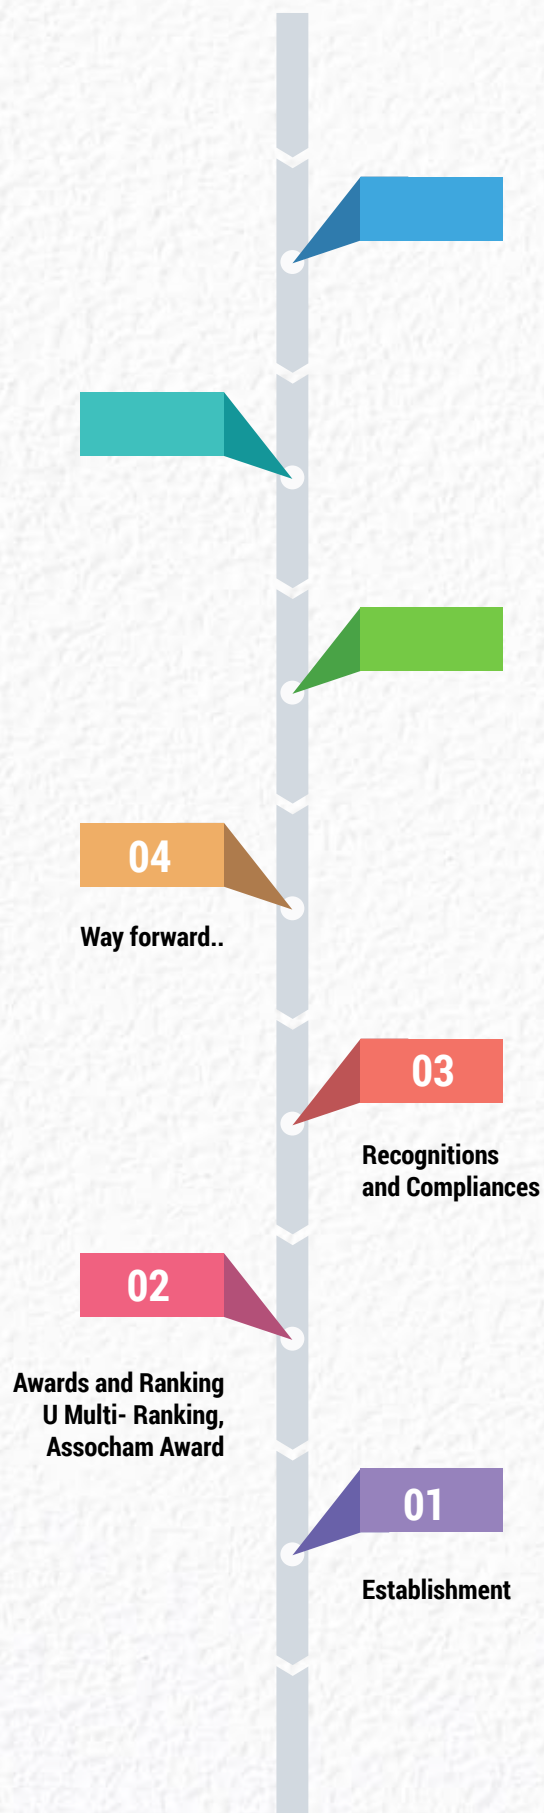 04
Way forward..
03
Recognitions
and Compliances
02
Awards and Ranking
U Multi- Ranking,
Assocham Award
01
Establishment